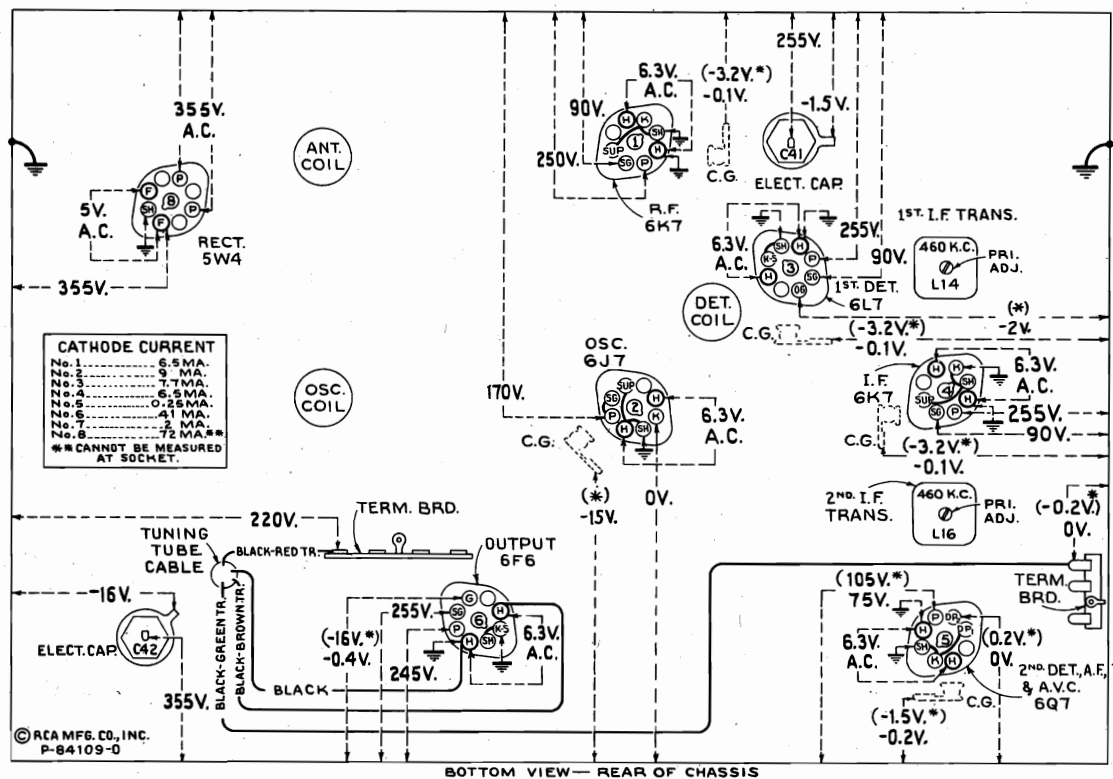 355V.
A.C.
P
F
8
SH
P
F
5V.
A.C.
RECT.
5W4
355V.
ANT.
COIL
OSC.
COIL
CATHODE CURRENT
No. 1 6.5 MA.
No. 2 9 MA.
No. 3 7.7 MA.
No. 4 6.5 MA.
No. 5 0.25 MA.
No. 6 41 MA.
No. 7 2 MA.
No. 8 72 MA.**
** CANNOT BE MEASURED
AT SOCKET.
6.3V.
A.C.
90V.
250V.
H K
SH
SUP 1
H
SG P
R.F.
6K7
(-3.2V.*)
-0.1V.
C.G.
255V.
-1.5V.
C41
ELECT. CAP.
6.3V.
A.C.
SH H
K-S
P
3
H
SG
OG
1ST. DET.
6L7
255V.
90V.
1ST. I.F. TRANS.
460 K.C.
L14
PRI.
ADJ.
DET.
COIL
C.G.
(*)
-2V.
(-3.2V.*)
-0.1V.
170V.
OSC.
6J7
SUP
SG
H
2
P
K
H SH
6.3V.
A.C.
C.G.
(*)
-15V.
0V.
I.F.
6K7
H K
4
SH
SUP
H
SG P
6.3V.
A.C.
255V.
90V.
C.G.
(-3.2V.*)
-0.1V.
2ND. I.F.
TRANS.
460 K.C.
L16
PRI.
ADJ.
(-0.2V.*)
0V.
TERM.
BRD.
220V.
TERM. BRD.
TUNING
TUBE
CABLE
BLACK-RED TR.
OUTPUT
6F6
-16V.
C42
ELECT. CAP.
355V.
BLACK-GREEN TR.
BLACK-BROWN TR.
BLACK
G
SG
H
6
P
K-S
H SH
255V.
(-16V.*)
-0.4V.
245V.
6.3V.
A.C.
(105V.*)
75V.
P D.P.
D.P.
H
5
SH
K H
6.3V.
A.C.
(0.2V.*)
0V.
2ND. DET., A.F.,
& A.V.C.
6Q7
C.G.
(-1.5V.*)
-0.2V.
© RCA MFG. CO., INC.
P-84109-0
BOTTOM VIEW — REAR OF CHASSIS